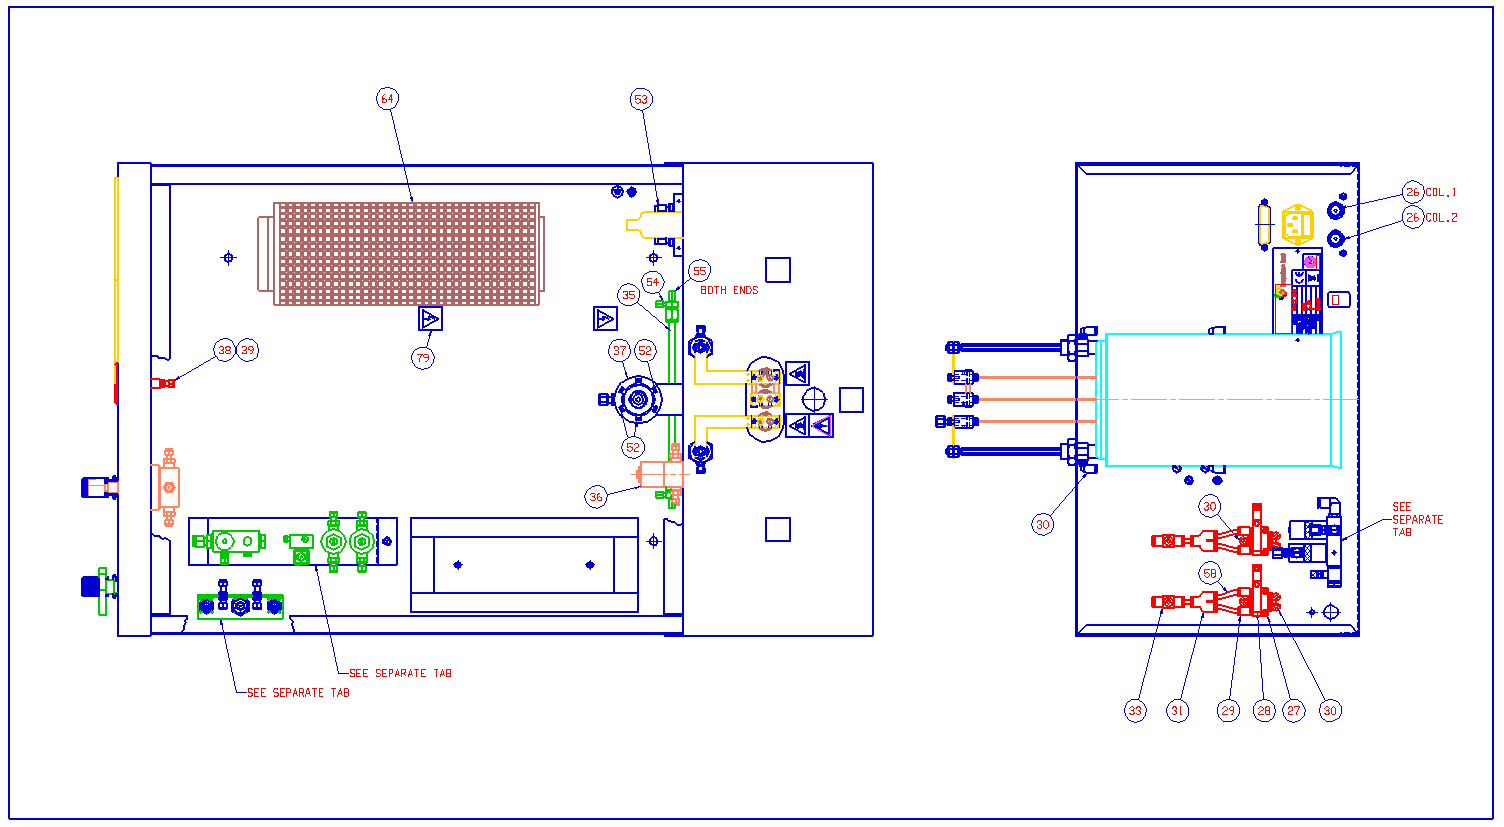 64
53
26 COL.1
26 COL.2
55
54
BOTH ENDS
35
38 39
79
37 52
52
36
30
30
SEE
SEPARATE
TAB
58
SEE SEPARATE TAB
SEE SEPARATE TAB
33
31
29
28
27
30